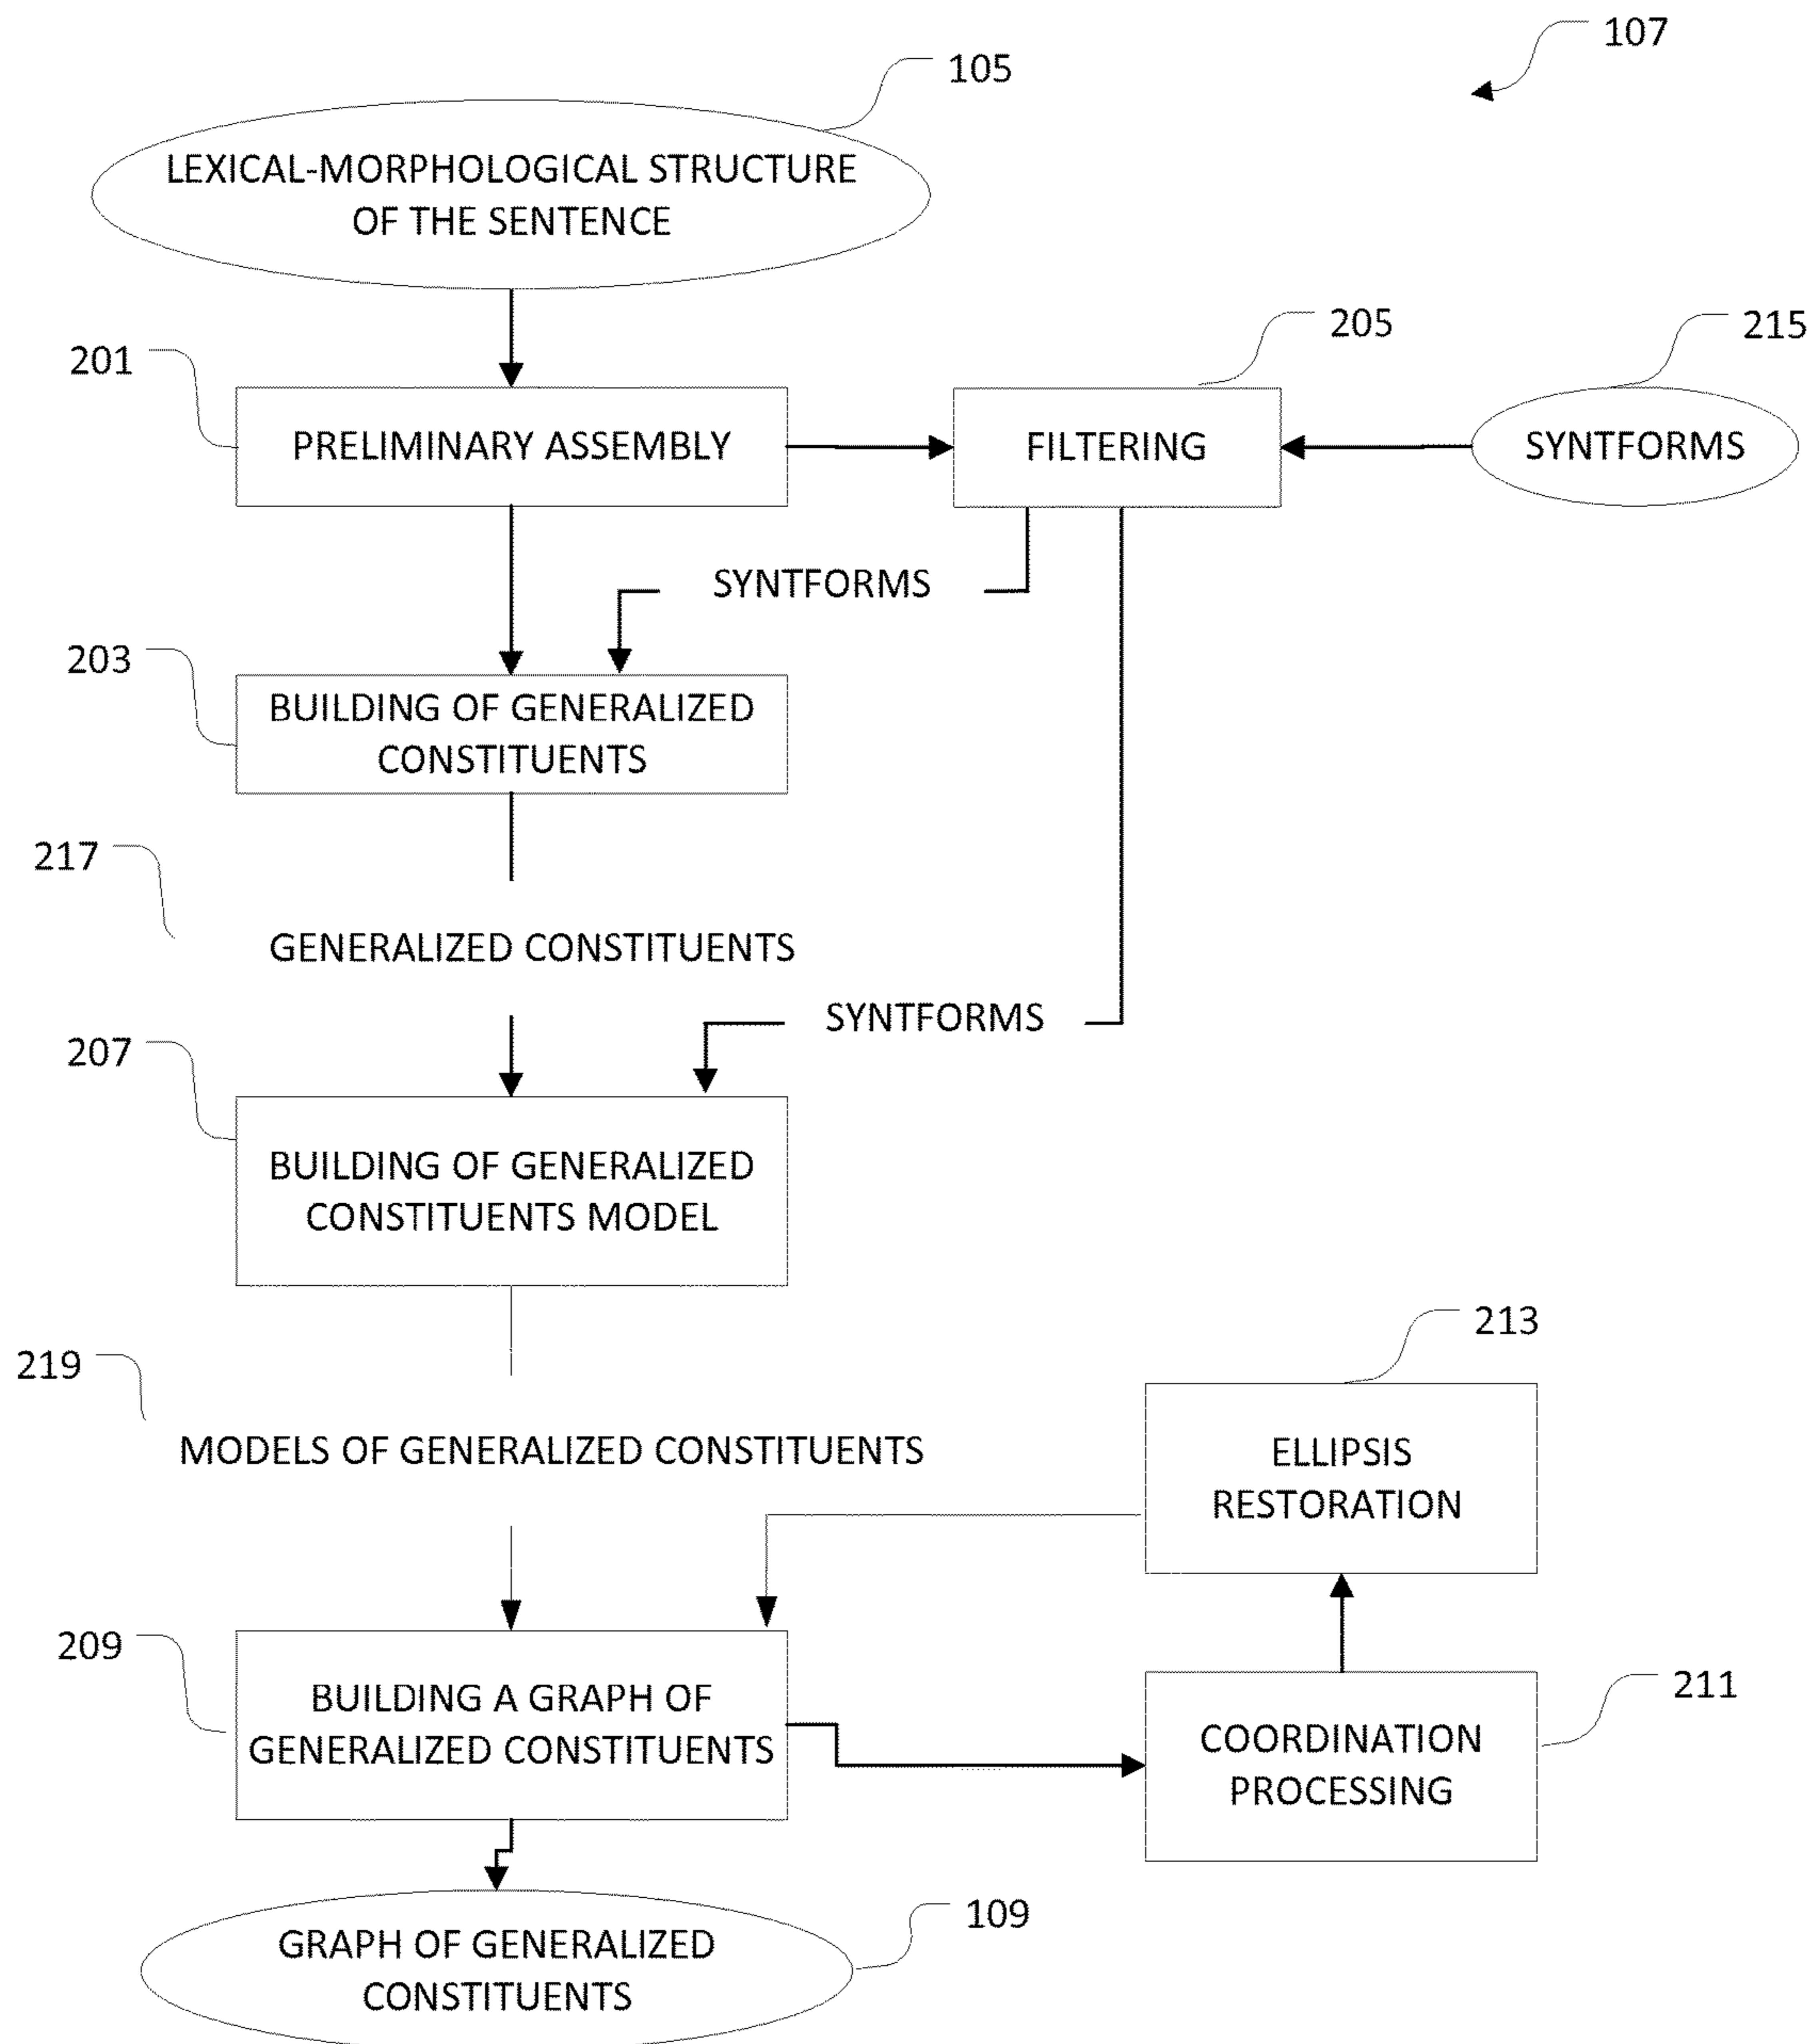 107
105
LEXICAL-MORPHOLOGICAL STRUCTURE
OF THE SENTENCE
205
215
201
PRELIMINARY ASSEMBLY
FILTERING
SYNTFORMS
SYNTFORMS
203
BUILDING OF GENERALIZED
CONSTITUENTS
217
GENERALIZED CONSTITUENTS
SYNTFORMS
207
BUILDING OF GENERALIZED
CONSTITUENTS MODEL
213
219
MODELS OF GENERALIZED CONSTITUENTS
ELLIPSIS
RESTORATION
209
BUILDING A GRAPH OF
GENERALIZED CONSTITUENTS
211
COORDINATION
PROCESSING
109
GRAPH OF GENERALIZED
CONSTITUENTS